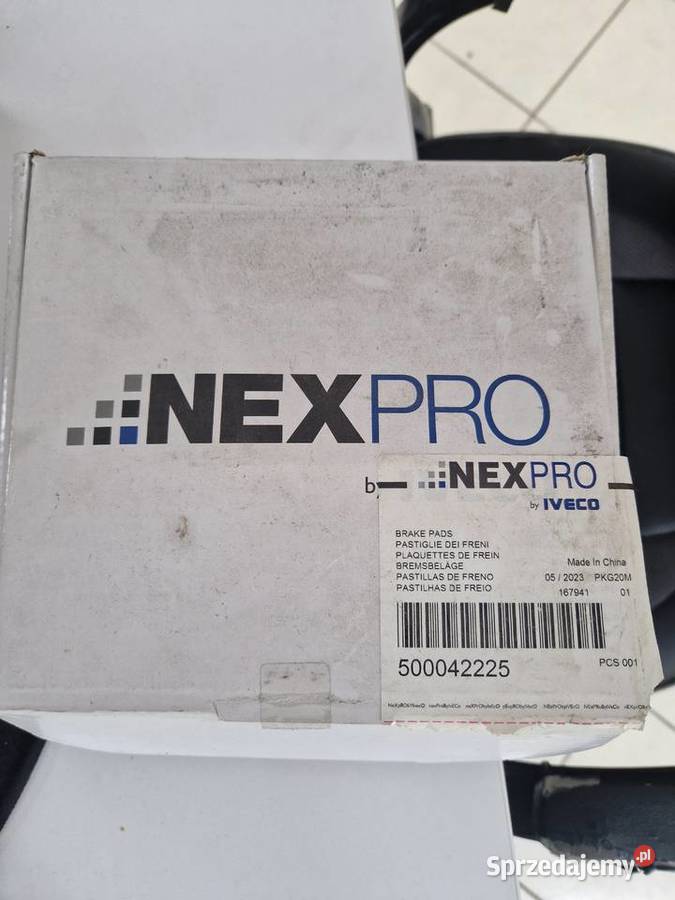 NEXPRO
by
NEXPRO
by IVECO
BRAKE PADS
PASTIGLIE DEI FRENI
PLAQUETTES DE FREIN
BREMSBELÄGE Made In China
PASTILLAS DE FRENO 05 / 2023 PKG20M
PASTILHAS DE FREIO 167941 01
500042225 PCS 001
Sprzedajemy.pl